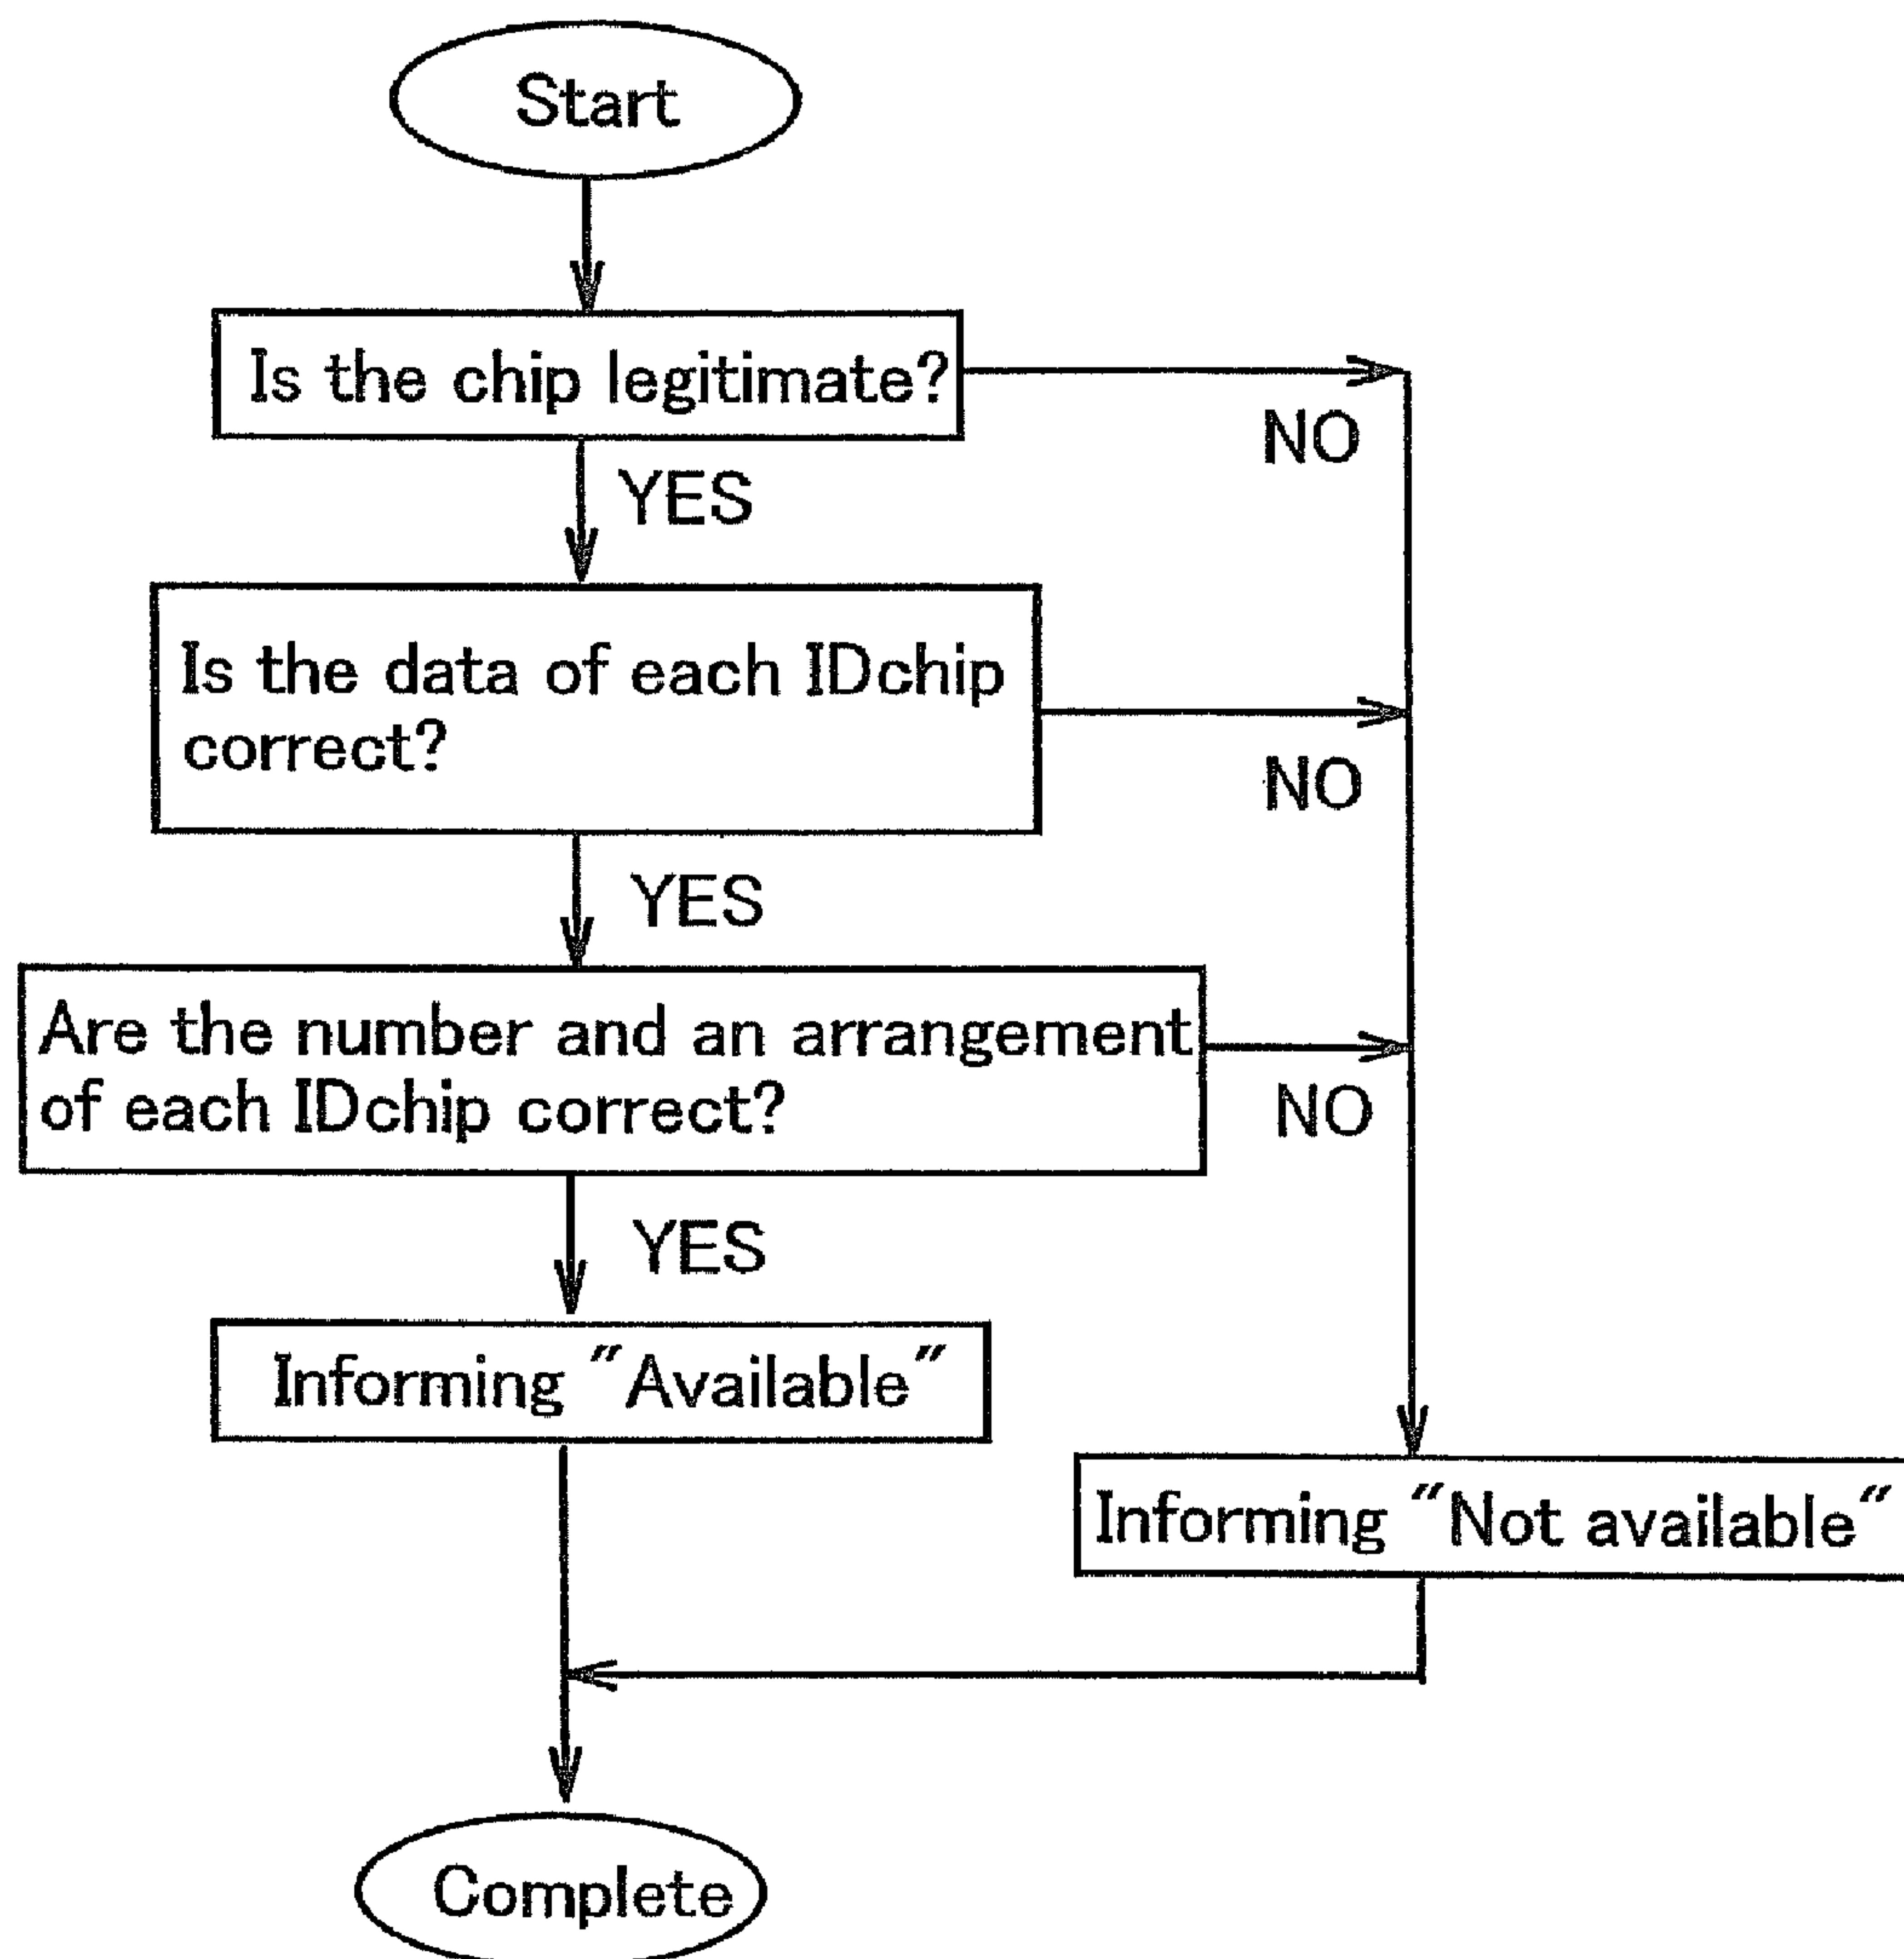 Start
Is the chip legitimate?
NO
YES
Is the data of each IDchip
correct?
NO
YES
Are the number and an arrangement
of each IDchip correct?
NO
YES
Informing "Available"
Informing "Not available"
Complete